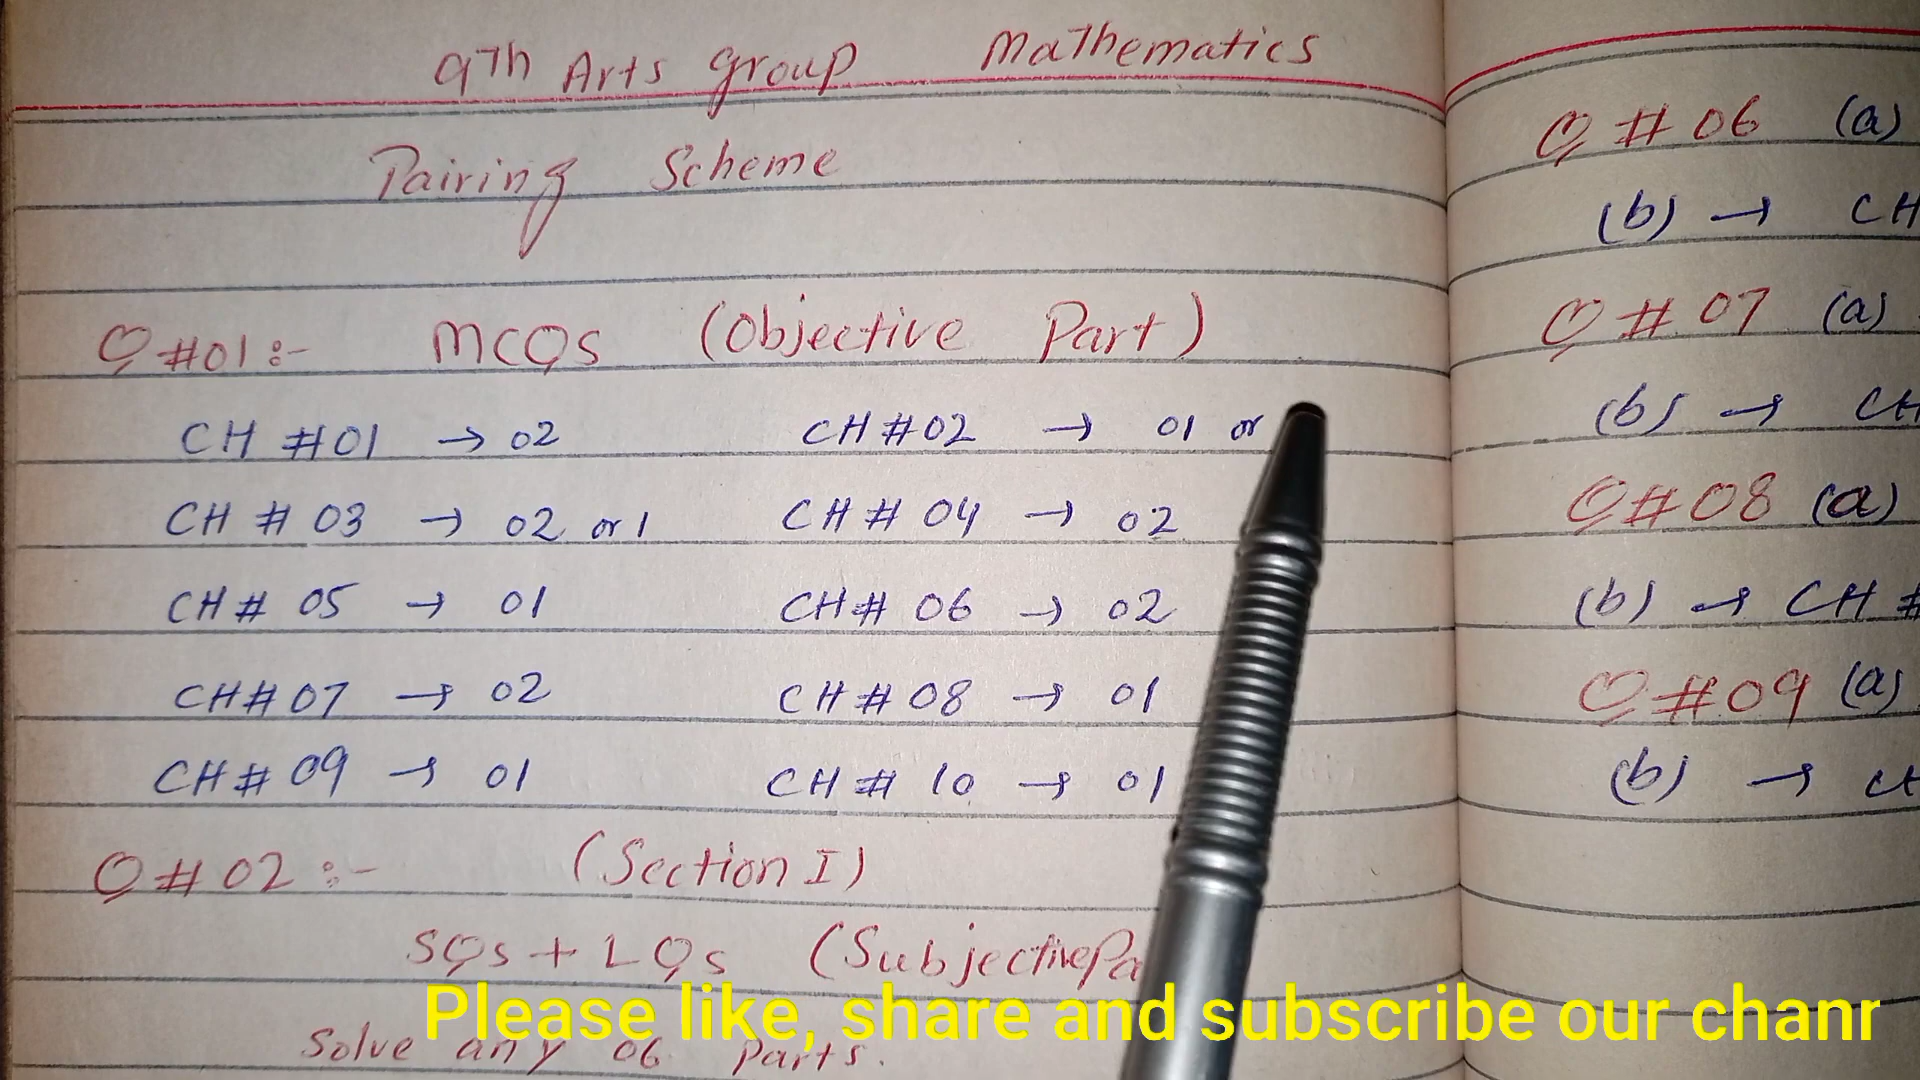 9Th Arts group Mathematics
Pairing Scheme
Q #01:- MCQs (Objective Part)
CH #01 → 02 CH #02 → 01 or
CH # 03 → 02 or 1 CH # 04 → 02
CH # 05 → 01 CH # 06 → 02
CH # 07 → 02 CH # 08 → 01
CH # 09 → 01 CH # 10 → 01
Q # 02:- (Section I)
SQs + LQs (Subjective Pa
Solve any 06 Parts.
Q # 06 (a)
(b) → CH
Q # 07 (a)
(b) → CH
Q # 08 (a)
(b) → CH #
Q # 09 (a)
(b) → CH
Please like, share and subscribe our chanr